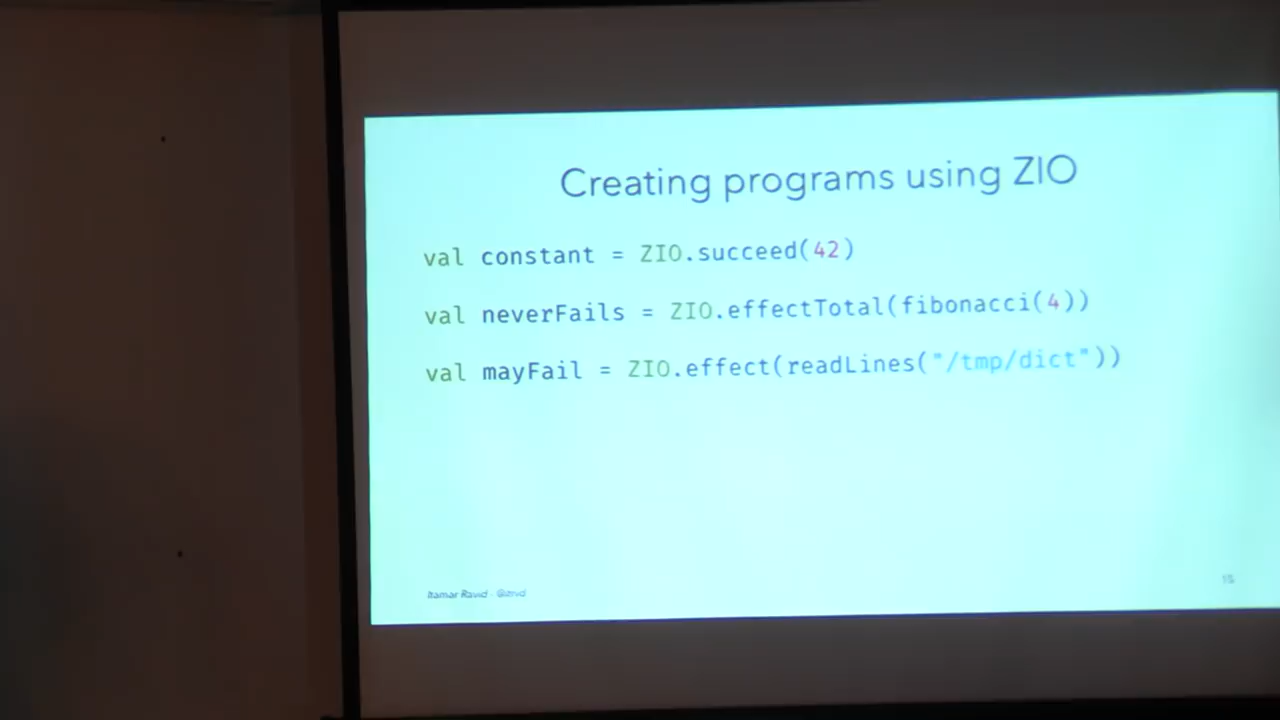 Creating programs using ZIO
val constant = ZIO.succeed(42)
val neverFails = ZIO.effectTotal(fibonacci(4))
val mayFail = ZIO.effect(readLines("/tmp/dict"))
Itamar Ravid -
15